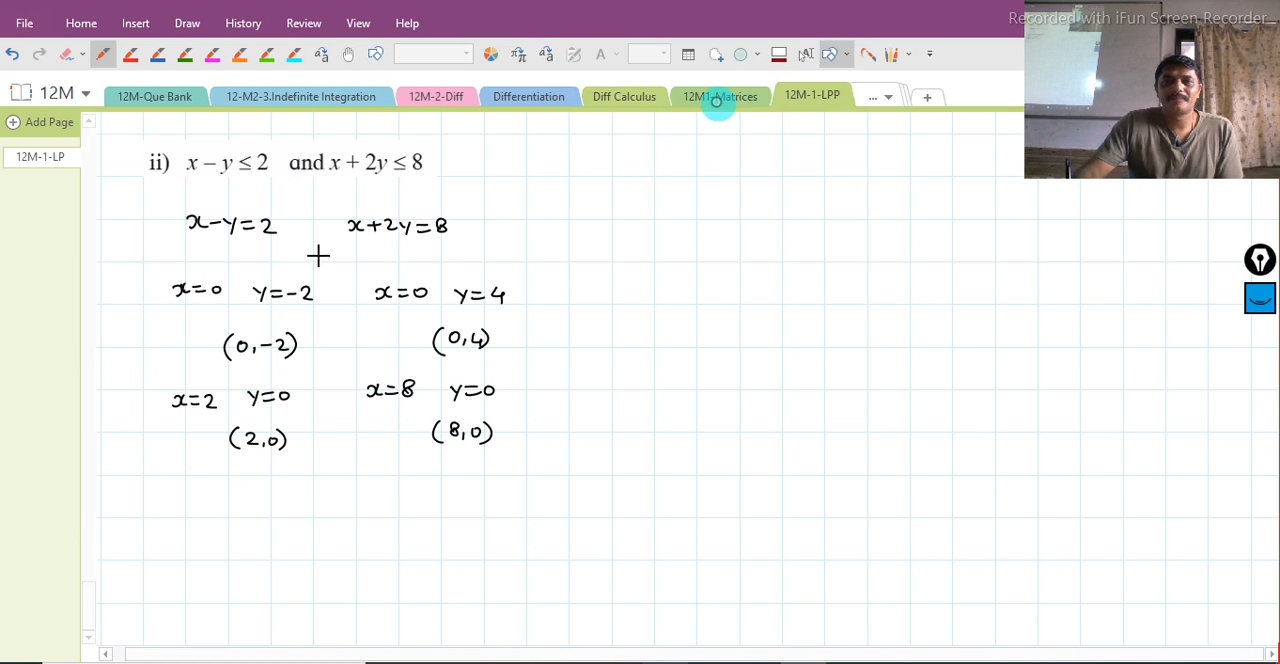 File Home Insert Draw History Review View Help
Recorded with iFun Screen Recorder
12M 12M-Que Bank 12-M2-3.Indefinite Integration 12M-2-Diff Differentiation Diff Calculus 12M1-Matrices 12M-1-LPP ...
Add Page
12M-1-LP
ii) x – y ≤ 2 and x + 2y ≤ 8
x-y=2 x+2y=8
x=0 y=-2 x=0 y=4
(0,-2) (0,4)
x=2 y=0 x=8 y=0
(2,0) (8,0)